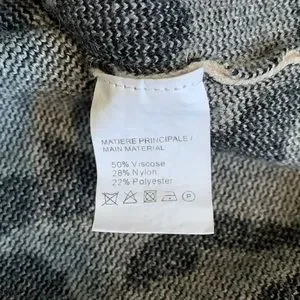 MATIERE PRINCIPALE /
MAIN MATERIAL
50% Viscose
28% Nylon
22% Polyester
P